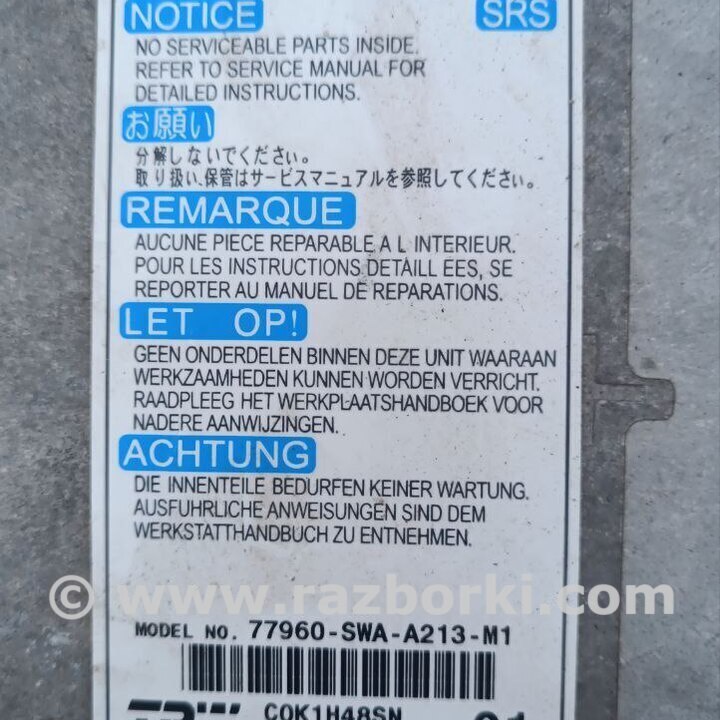 NOTICE SRS
NO SERVICEABLE PARTS INSIDE.
REFER TO SERVICE MANUAL FOR
DETAILED INSTRUCTIONS.
お願い
分解しないでください。
取り扱い、保管はサービスマニュアルを参照してください。
REMARQUE
AUCUNE PIECE REPARABLE A L INTERIEUR.
POUR LES INSTRUCTIONS DETAILL EES, SE
REPORTER AU MANUEL DE REPARATIONS.
LET OP!
GEEN ONDERDELEN BINNEN DEZE UNIT WAARAAN
WERKZAAMHEDEN KUNNEN WORDEN VERRICHT.
RAADPLEEG HET WERKPLAATSHANDBOEK VOOR
NADERE AANWIJZINGEN.
ACHTUNG
DIE INNENTEILE BEDURFEN KEINER WARTUNG.
AUSFUHRLICHE ANWEISUNGEN SIND DEM
WERKSTATTHANDBUCH ZU ENTNEHMEN.
© www.razborki.com
MODEL NO. 77960-SWA-A213-M1
TRW C0K1H48SN